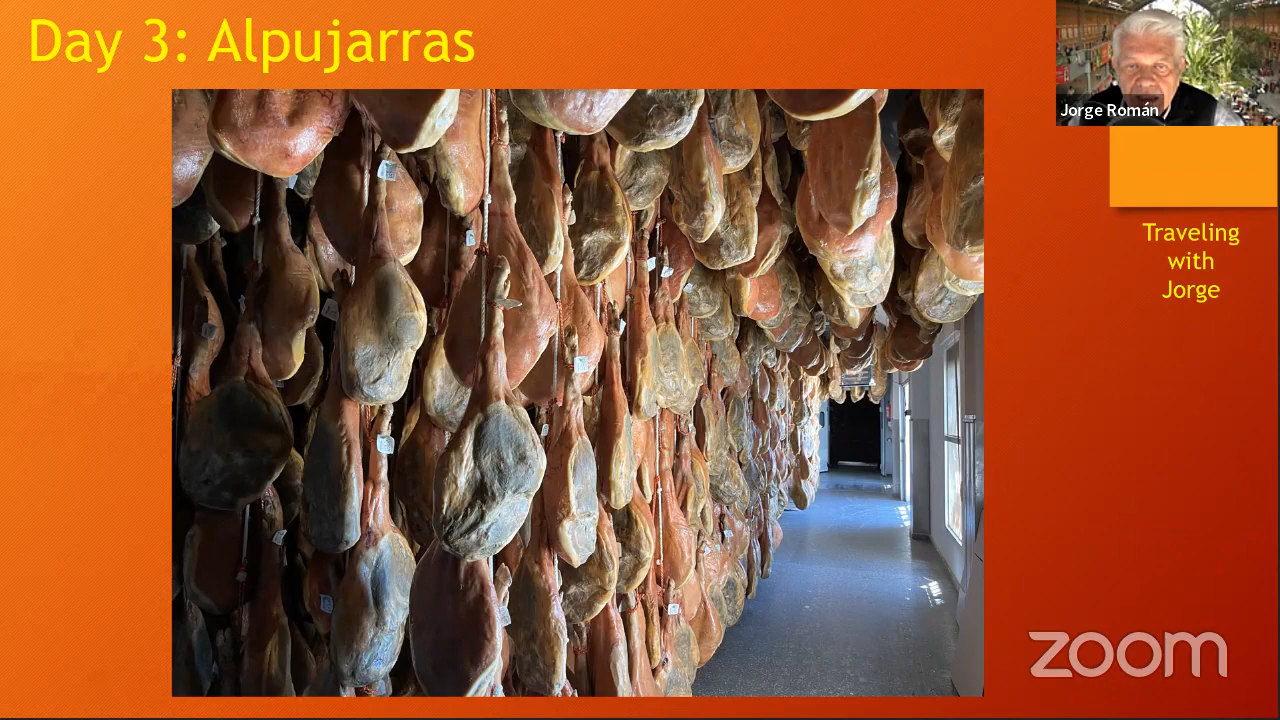 Day 3: Alpujarras
Jorge Román
Traveling
with
Jorge
zoom